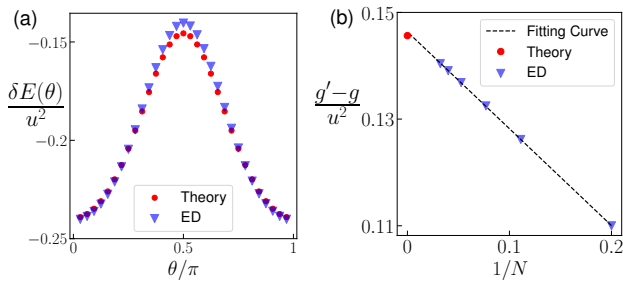 (a)
δE(θ)
u²
−0.15
−0.2
−0.25
0
0.5
1
θ/π
Theory
ED
(b)
g′−g
u²
0.15
0.13
0.11
0
0.1
0.2
1/N
Fitting Curve
Theory
ED